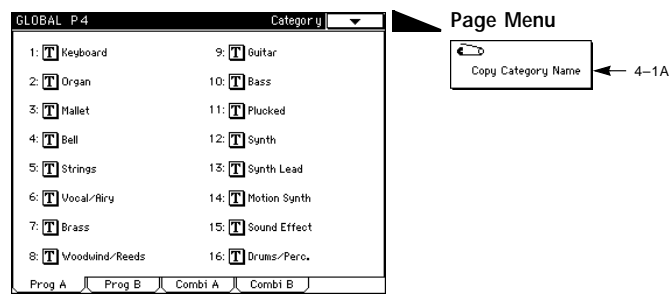 GLOBAL P4 Category
1: T Keyboard 9: T Guitar
2: T Organ 10: T Bass
3: T Mallet 11: T Plucked
4: T Bell 12: T Synth
5: T Strings 13: T Synth Lead
6: T Vocal/Airy 14: T Motion Synth
7: T Brass 15: T Sound Effect
8: T Woodwind/Reeds 16: T Drums/Perc.
Prog A Prog B Combi A Combi B
Page Menu
Copy Category Name 4–1A